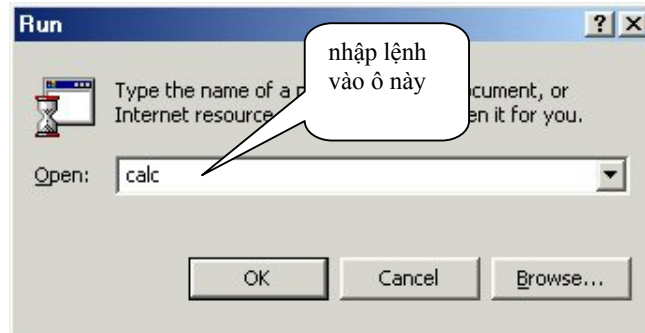 Run
nhập lệnh
vào ô này
Type the name of a p cument, or
Internet resource en it for you.
Open: calc
OK Cancel Browse...